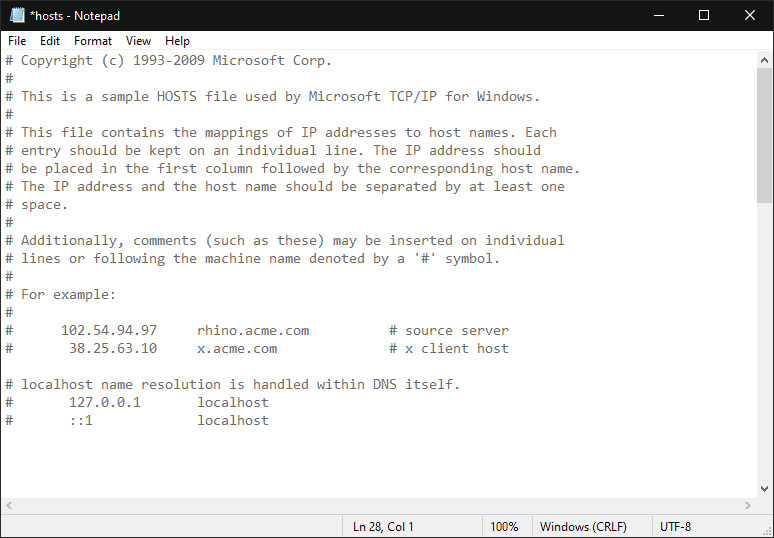 *hosts - Notepad
File Edit Format View Help
# Copyright (c) 1993-2009 Microsoft Corp.
#
# This is a sample HOSTS file used by Microsoft TCP/IP for Windows.
#
# This file contains the mappings of IP addresses to host names. Each
# entry should be kept on an individual line. The IP address should
# be placed in the first column followed by the corresponding host name.
# The IP address and the host name should be separated by at least one
# space.
#
# Additionally, comments (such as these) may be inserted on individual
# lines or following the machine name denoted by a '#' symbol.
#
# For example:
#
#      102.54.94.97     rhino.acme.com          # source server
#       38.25.63.10     x.acme.com              # x client host

# localhost name resolution is handled within DNS itself.
#       127.0.0.1       localhost
#       ::1             localhost
Ln 28, Col 1 100% Windows (CRLF) UTF-8